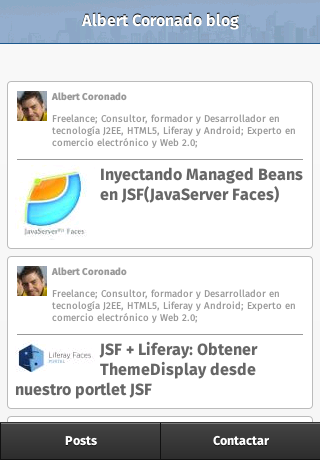 Albert Coronado blog
Albert Coronado
Freelance; Consultor, formador y Desarrollador en
tecnología J2EE, HTML5, Liferay y Android; Experto en
comercio electrónico y Web 2.0;
Inyectando Managed Beans
en JSF(JavaServer Faces)
JavaServer Faces
Albert Coronado
Freelance; Consultor, formador y Desarrollador en
tecnología J2EE, HTML5, Liferay y Android; Experto en
comercio electrónico y Web 2.0;
Liferay Faces
PORTAL
JSF + Liferay: Obtener
ThemeDisplay desde
nuestro portlet JSF
Posts
Contactar